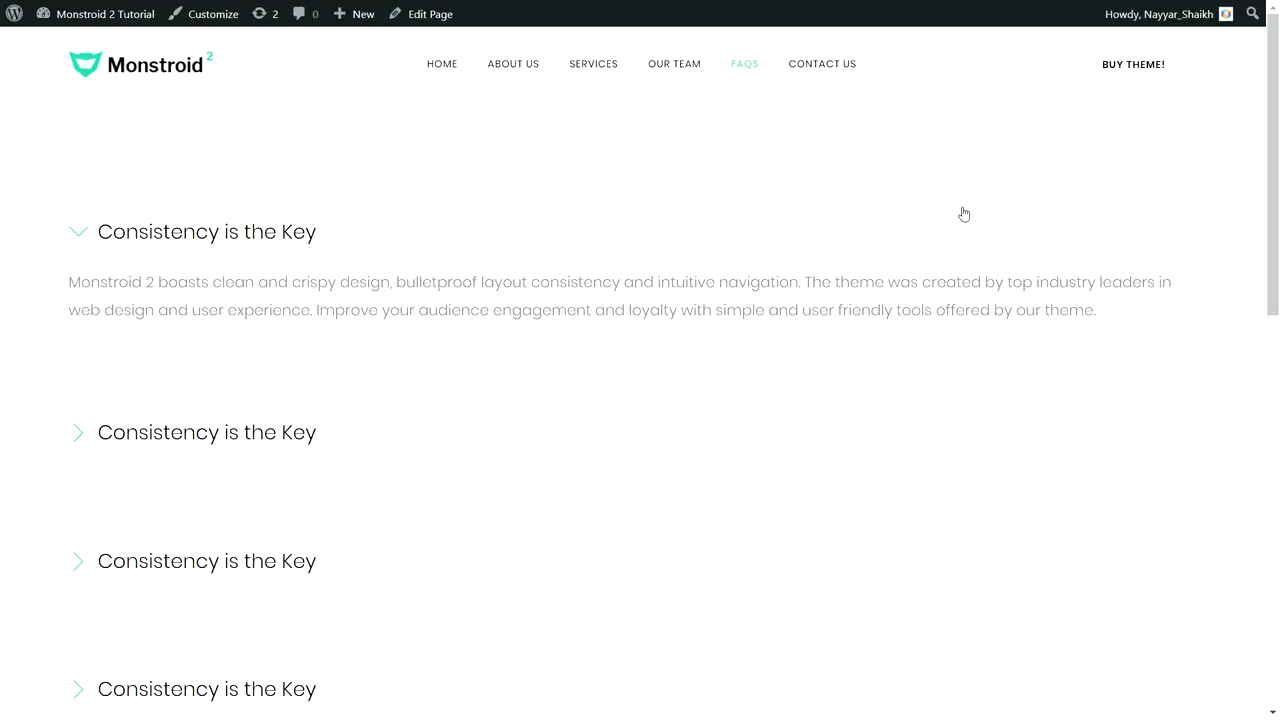 Monstroid 2 Tutorial Customize 2 0 New Edit Page Howdy, Nayyar_Shaikh
Monstroid 2 HOME ABOUT US SERVICES OUR TEAM FAQS CONTACT US BUY THEME!
Consistency is the Key
Monstroid 2 boasts clean and crispy design, bulletproof layout consistency and intuitive navigation. The theme was created by top industry leaders in
web design and user experience. Improve your audience engagement and loyalty with simple and user friendly tools offered by our theme.
Consistency is the Key
Consistency is the Key
Consistency is the Key